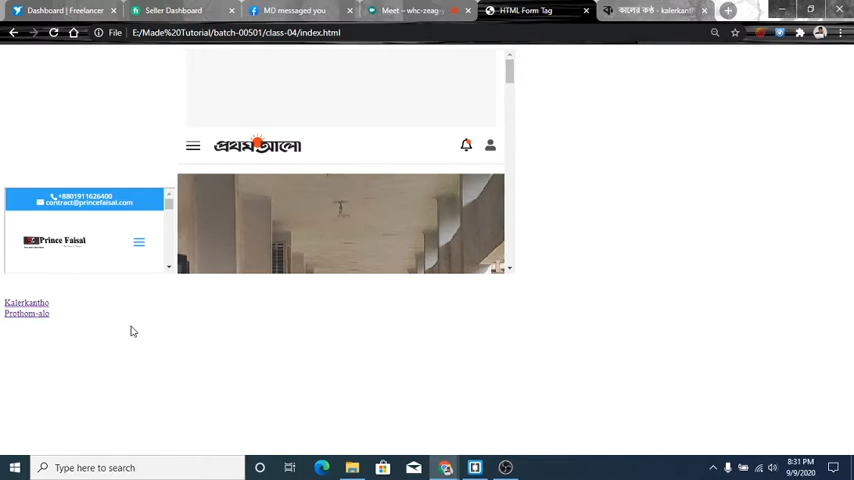 Dashboard | Freelancer
Seller Dashboard
MD messaged you
Meet – whc-zeag-
HTML Form Tag
কালের কণ্ঠ - kalerkanth
File
E:/Made%20Tutorial/batch-00501/class-04/index.html
প্রথম আলো
+8801911626400
contract@princefaisal.com
Prince Faisal
Kalerkantho
Prothom-alo
Type here to search
8:31 PM
9/9/2020